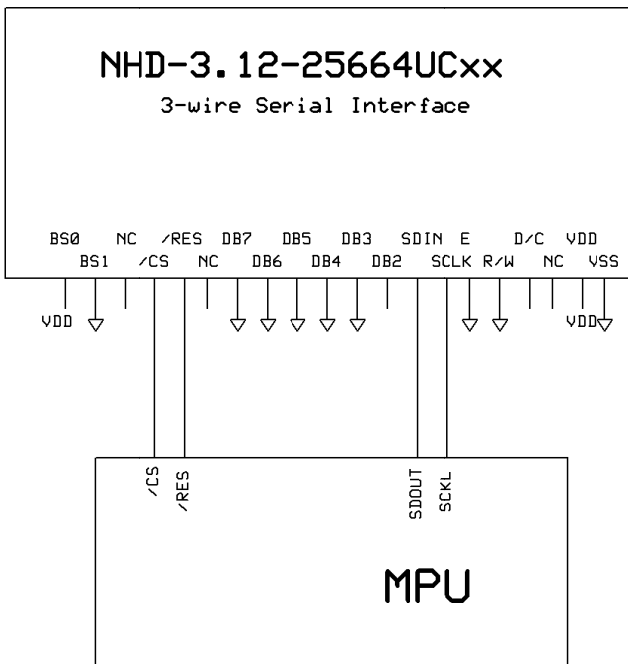 NHD-3.12-25664UCxx
3-wire Serial Interface
BS0 NC /RES DB7 DB5 DB3 SDIN E D/C VDD
BS1 /CS NC DB6 DB4 DB2 SCLK R/W NC VSS
VDD VDD
/CS /RES SDOUT SCKL
MPU